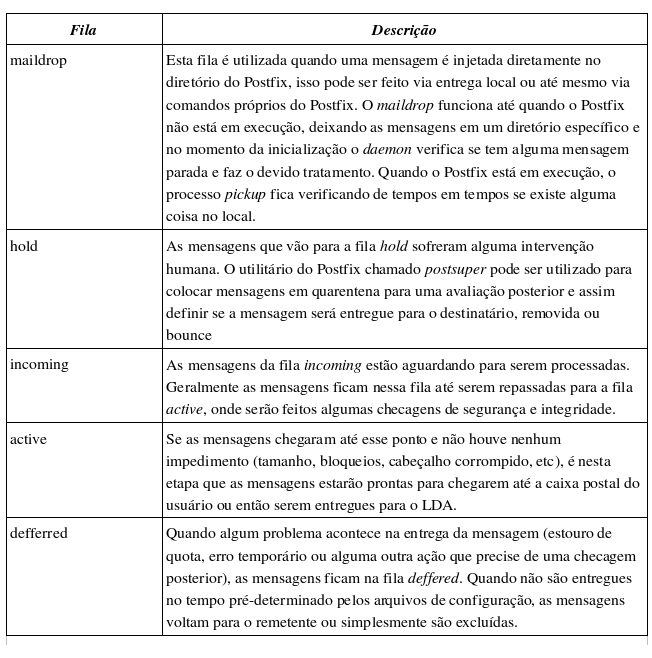 Fila
Descrição
maildrop
Esta fila é utilizada quando uma mensagem é injetada diretamente no
diretório do Postfix, isso pode ser feito via entrega local ou até mesmo via
comandos próprios do Postfix. O maildrop funciona até quando o Postfix
não está em execução, deixando as mensagens em um diretório específico e
no momento da inicialização o daemon verifica se tem alguma mensagem
parada e faz o devido tratamento. Quando o Postfix está em execução, o
processo pickup fica verificando de tempos em tempos se existe alguma
coisa no local.
hold
As mensagens que vão para a fila hold sofreram alguma intervenção
humana. O utilitário do Postfix chamado postsuper pode ser utilizado para
colocar mensagens em quarentena para uma avaliação posterior e assim
definir se a mensagem será entregue para o destinatário, removida ou
bounce
incoming
As mensagens da fila incoming estão aguardando para serem processadas.
Geralmente as mensagens ficam nessa fila até serem repassadas para a fila
active, onde serão feitos algumas checagens de segurança e integridade.
active
Se as mensagens chegaram até esse ponto e não houve nenhum
impedimento (tamanho, bloqueios, cabeçalho corrompido, etc), é nesta
etapa que as mensagens estarão prontas para chegarem até a caixa postal do
usuário ou então serem entregues para o LDA.
defferred
Quando algum problema acontece na entrega da mensagem (estouro de
quota, erro temporário ou alguma outra ação que precise de uma checagem
posterior), as mensagens ficam na fila deffered. Quando não são entregues
no tempo pré-determinado pelos arquivos de configuração, as mensagens
voltam para o remetente ou simplesmente são excluídas.